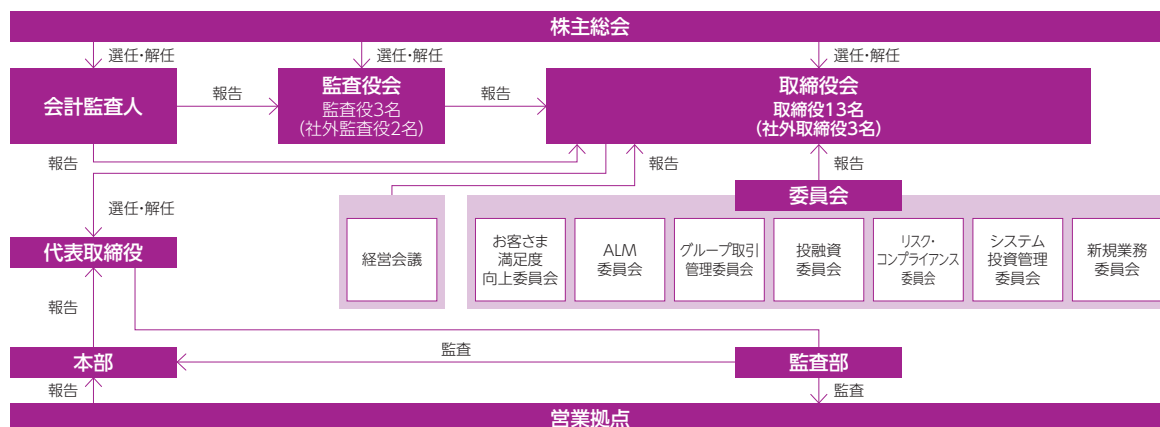 株主総会
選任・解任
選任・解任
選任・解任
会計監査人
報告
監査役会
監査役3名
(社外監査役2名)
報告
取締役会
取締役13名
(社外取締役3名)
報告
報告
報告
選任・解任
委員会
経営会議
お客さま
満足度
向上委員会
ALM
委員会
グループ取引
管理委員会
投融資
委員会
リスク・
コンプライアンス
委員会
システム
投資管理
委員会
新規業務
委員会
代表取締役
報告
本部
監査
監査部
報告
監査
営業拠点